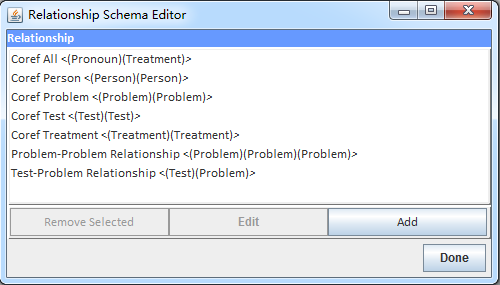 Relationship Schema Editor
Relationship
Coref All <(Pronoun)(Treatment)>
Coref Person <(Person)(Person)>
Coref Problem <(Problem)(Problem)>
Coref Test <(Test)(Test)>
Coref Treatment <(Treatment)(Treatment)>
Problem-Problem Relationship <(Problem)(Problem)(Problem)>
Test-Problem Relationship <(Test)(Problem)>
Remove Selected Edit Add
Done